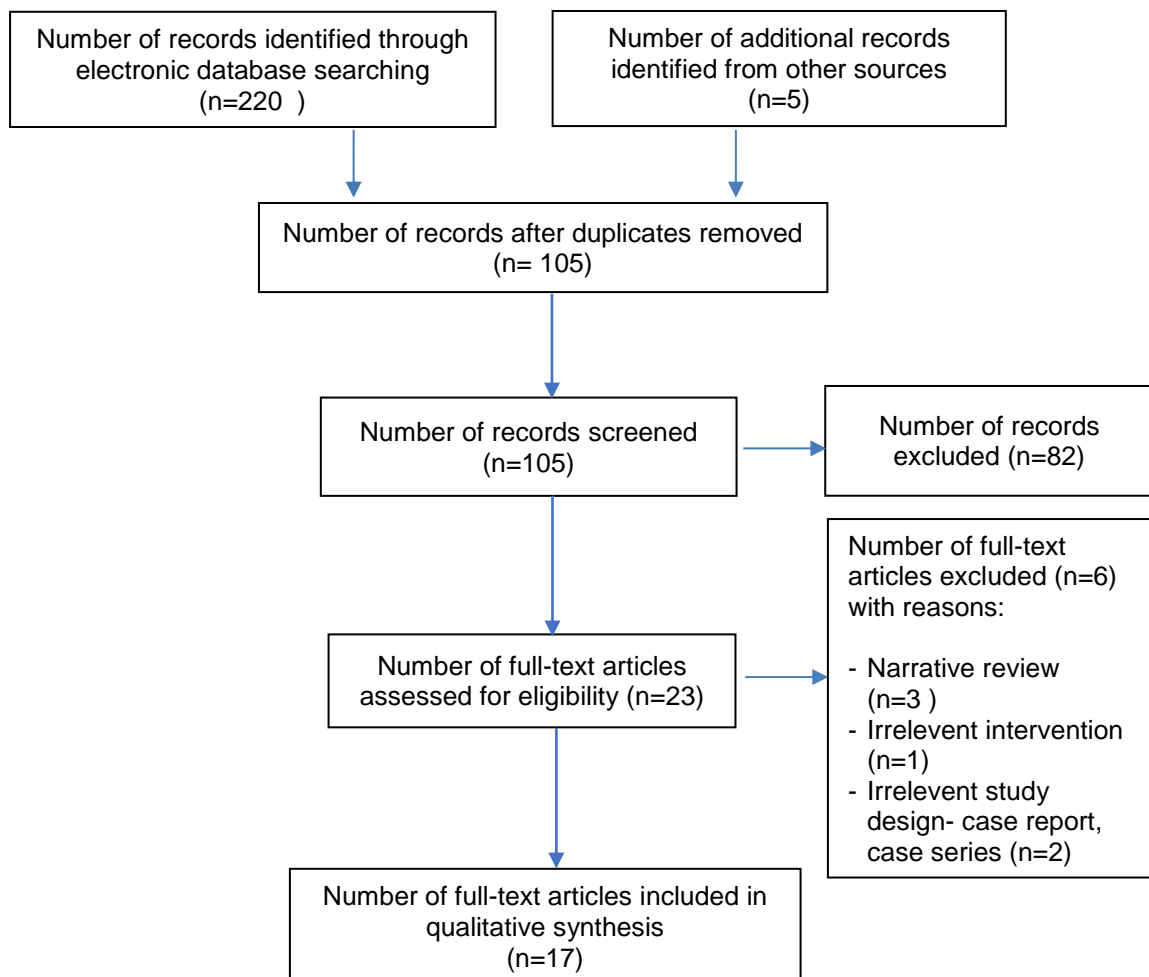 Number of records identified through
electronic database searching
(n=220  )
Number of additional records
identified from other sources
(n=5)
Number of records after duplicates removed
(n= 105)
Number of records screened
(n=105)
Number of records
excluded (n=82)
Number of full-text articles
assessed for eligibility (n=23)
Number of full-text
articles excluded (n=6)
with reasons:
- Narrative review
(n=3 )
- Irrelevent intervention
(n=1)
- Irrelevent study
design- case report,
case series (n=2)
Number of full-text articles included in
qualitative synthesis
(n=17)